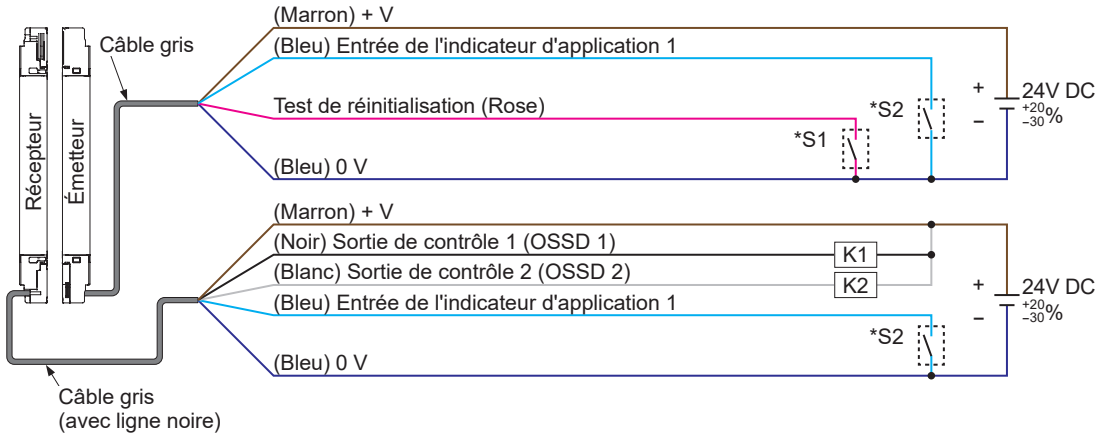 Câble gris
Récepteur
Émetteur
(Marron) + V
(Bleu) Entrée de l'indicateur d'application 1
Test de réinitialisation (Rose)
(Bleu) 0 V
*S1
*S2
+
−
24V DC
+20
−30 %
(Marron) + V
(Noir) Sortie de contrôle 1 (OSSD 1)
(Blanc) Sortie de contrôle 2 (OSSD 2)
(Bleu) Entrée de l'indicateur d'application 1
(Bleu) 0 V
K1
K2
*S2
+
−
24V DC
+20
−30 %
Câble gris
(avec ligne noire)